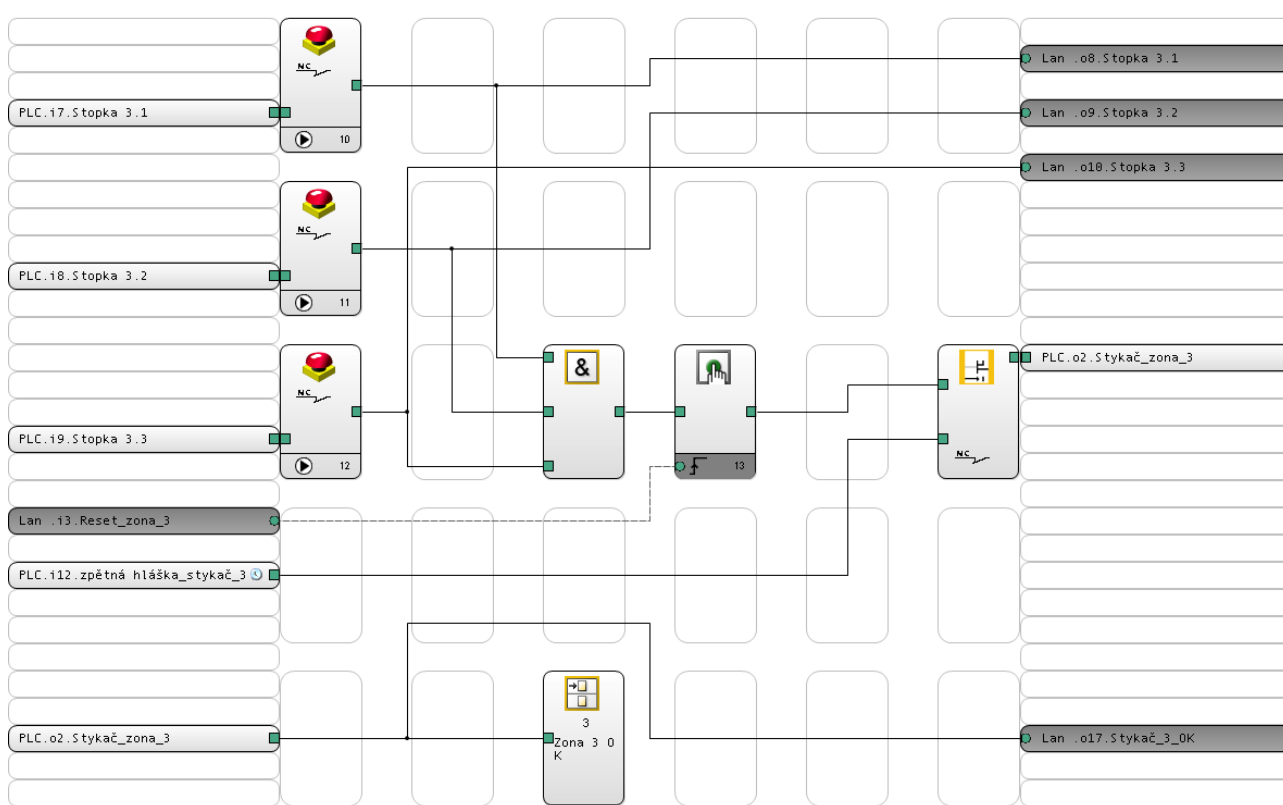 NC
Lan .o8.Stopka 3.1
PLC.i7.Stopka 3.1
Lan .o9.Stopka 3.2
10
Lan .o10.Stopka 3.3
NC
PLC.i8.Stopka 3.2
11
&
PLC.o2.Stykač_zona_3
NC
PLC.i9.Stopka 3.3
NC
12
13
Lan .i3.Reset_zona_3
PLC.i12.zpětná hláška_stykač_3
3
PLC.o2.Stykač_zona_3
Zona 3 O
K
Lan .o17.Stykač_3_OK